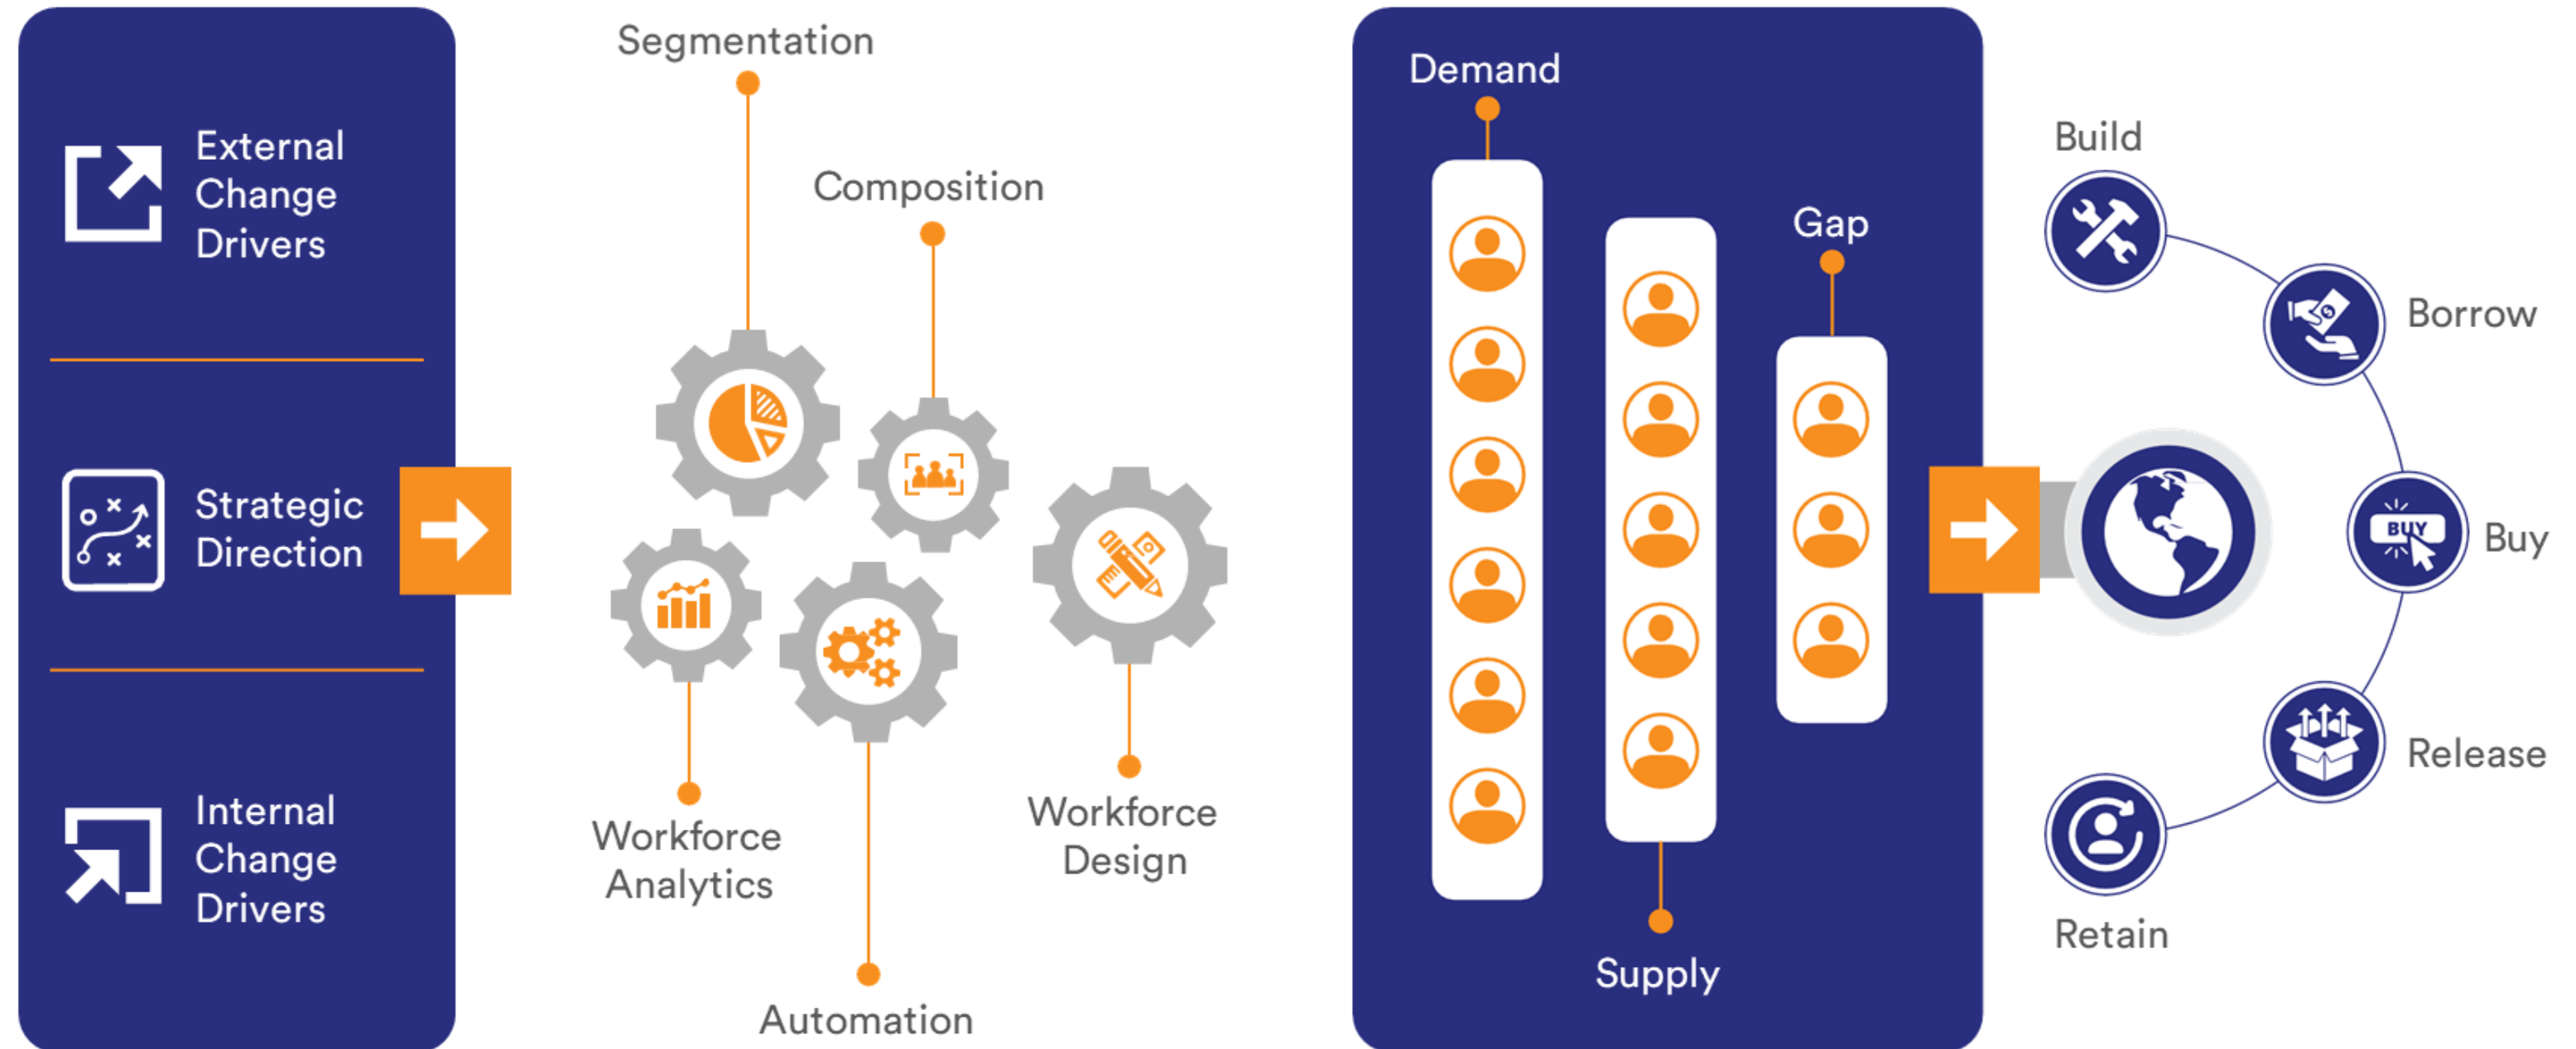 External
Change
Drivers
Strategic
Direction
Internal
Change
Drivers
Segmentation
Composition
Workforce
Analytics
Automation
Workforce
Design
Demand
Supply
Gap
Build
Borrow
BUY
Buy
Release
Retain